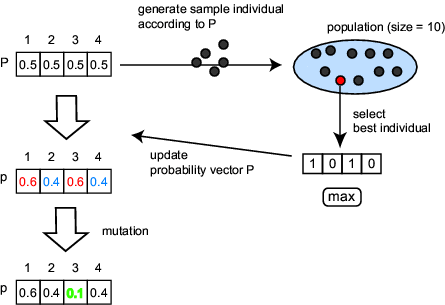 generate sample individual
according to P
population (size = 10)
1 2 3 4
P 0.5 0.5 0.5 0.5
select
best individual
update
probability vector P
1 0 1 0
max
1 2 3 4
p 0.6 0.4 0.6 0.4
mutation
1 2 3 4
p 0.6 0.4 0.1 0.4